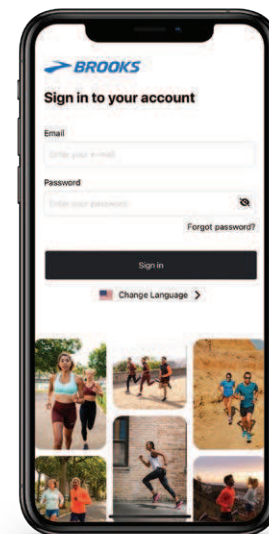 BROOKS
Sign in to your account
Email
Enter your e-mail
Password
Enter your password
Forgot password?
Sign in
Change Language